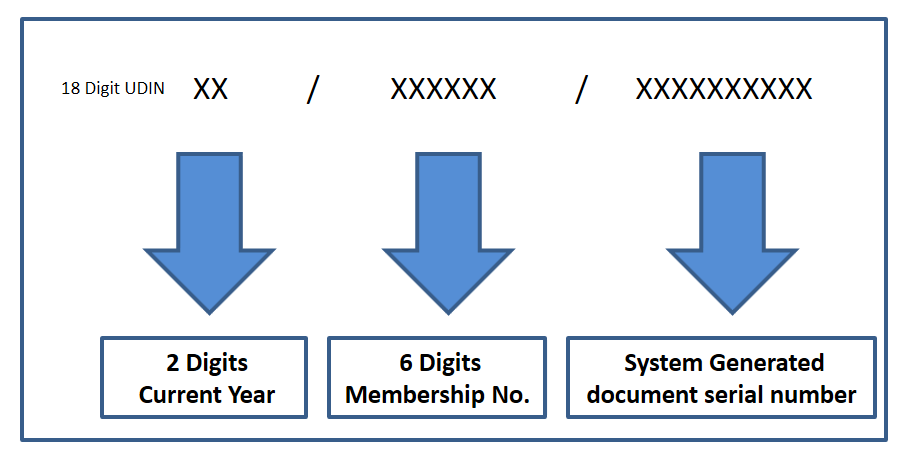 18 Digit UDIN XX / XXXXXX / XXXXXXXXXX
2 Digits
Current Year
6 Digits
Membership No.
System Generated
document serial number